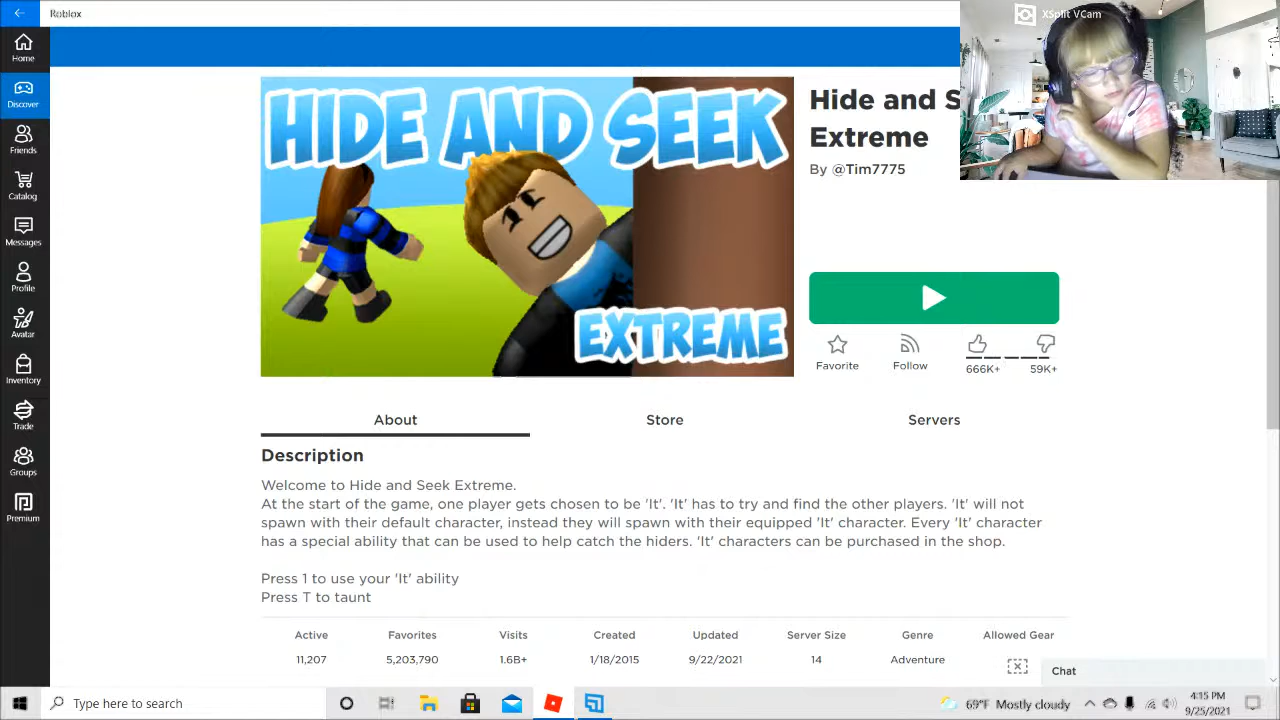 Roblox
XSplit VCam
Home
Discover
Friends
Catalog
Messages
Profile
Avatar
Inventory
Trade
Groups
Premium
HIDE AND SEEK
EXTREME
Hide and S
Extreme
By @Tim7775
Favorite
Follow
666K+
59K+
About
Store
Servers
Description
Welcome to Hide and Seek Extreme.
At the start of the game, one player gets chosen to be 'It'. 'It' has to try and find the other players. 'It' will not
spawn with their default character, instead they will spawn with their equipped 'It' character. Every 'It' character
has a special ability that can be used to help catch the hiders. 'It' characters can be purchased in the shop.
Press 1 to use your 'It' ability
Press T to taunt
Active Favorites Visits Created Updated Server Size Genre Allowed Gear
11,207 5,203,790 1.6B+ 1/18/2015 9/22/2021 14 Adventure
Chat
Type here to search
69°F Mostly cloudy
4:15 PM
9/25/2021